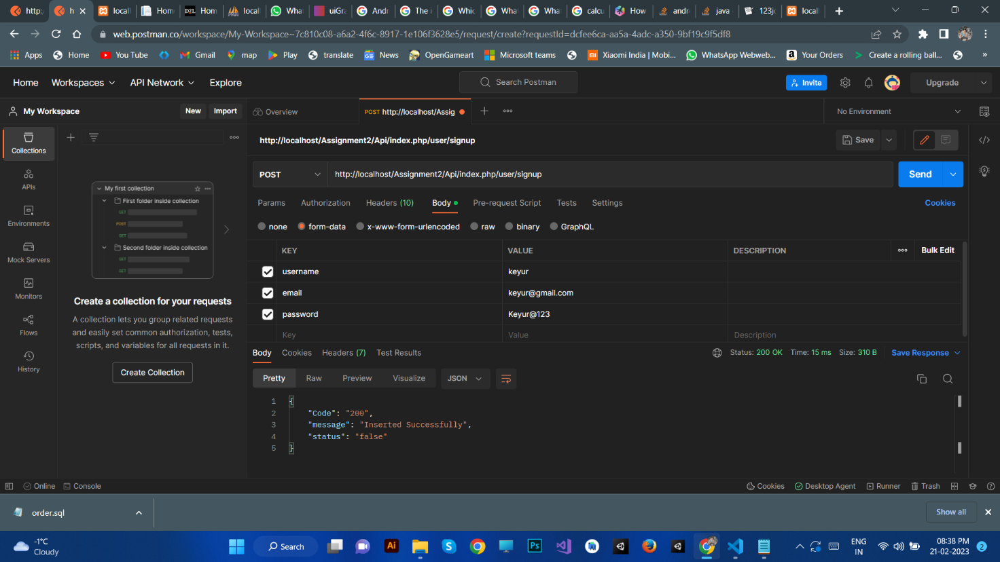 http:
h
locall
Hom
D2L Hom
locall
What
uiGra
Andr
The i
Whic
What
What
calcu
How
andro
java
123jo
locall
web.postman.co/workspace/My-Workspace~7c810c08-a6a2-4f6c-8917-1e106f3628e5/request/create?requestId=dcfee6ca-aa5a-4adc-a350-9bf19c9f5df8
Apps Home You Tube Gmail map Play translate News OpenGameart Microsoft teams Xiaomi India | Mobi... WhatsApp Webweb... Your Orders Create a rolling ball... »
Home Workspaces API Network Explore Search Postman Invite Upgrade
My Workspace New Import Overview POST http://localhost/Assig No Environment
Collections
APIs
Environments
Mock Servers
Monitors
Flows
History
My first collection
First folder inside collection
GET
POST
GET
Second folder inside collection
GET
GET
Create a collection for your requests
A collection lets you group related requests
and easily set common authorization, tests,
scripts, and variables for all requests in it.
Create Collection
http://localhost/Assignment2/Api/index.php/user/signup Save
POST http://localhost/Assignment2/Api/index.php/user/signup Send
Params Authorization Headers (10) Body Pre-request Script Tests Settings Cookies
none form-data x-www-form-urlencoded raw binary GraphQL
KEY VALUE DESCRIPTION Bulk Edit
username keyur
email keyur@gmail.com
password Keyur@123
Key Value Description
Body Cookies Headers (7) Test Results Status: 200 OK Time: 15 ms Size: 310 B Save Response
Pretty Raw Preview Visualize JSON
1 {
2 "Code": "200",
3 "message": "Inserted Successfully",
4 "status": "false"
5 }
Online Console Cookies Desktop Agent Runner Trash
order.sql Show all
-1°C
Cloudy
Search
Ai
Ps
ENG
IN
08:38 PM
21-02-2023
2